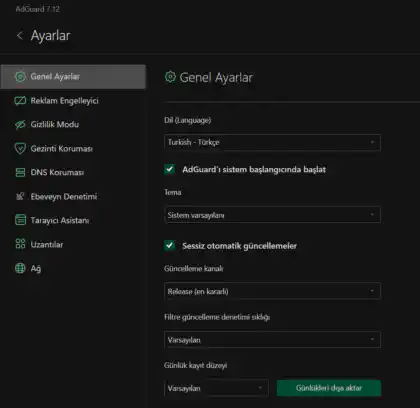 AdGuard 7.12
Ayarlar
Genel Ayarlar
Reklam Engelleyici
Gizlilik Modu
Gezinti Koruması
DNS Koruması
Ebeveyn Denetimi
Tarayıcı Asistanı
Uzantılar
Ağ
Genel Ayarlar
Dil (Language)
Turkish - Türkçe
AdGuard'ı sistem başlangıcında başlat
Tema
Sistem varsayılanı
Sessiz otomatik güncellemeler
Güncelleme kanalı
Release (en kararlı)
Filtre güncelleme denetimi sıklığı
Varsayılan
Günlük kayıt düzeyi
Varsayılan
Günlükleri dışa aktar